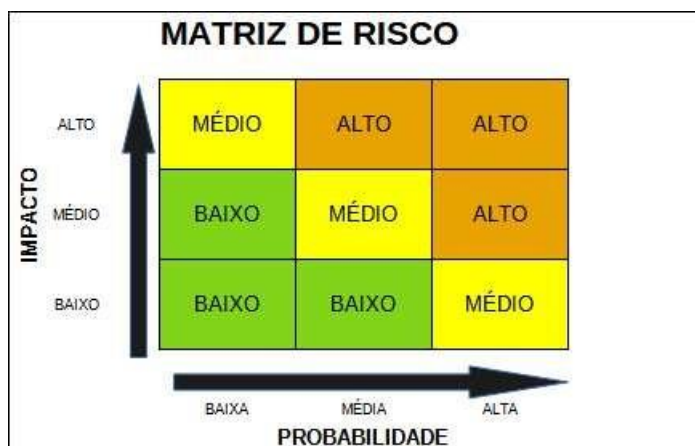 MATRIZ DE RISCO
ALTO MÉDIO ALTO ALTO
IMPACTO
MÉDIO BAIXO MÉDIO ALTO
BAIXO BAIXO BAIXO MÉDIO
BAIXA MÉDIA ALTA
PROBABILIDADE